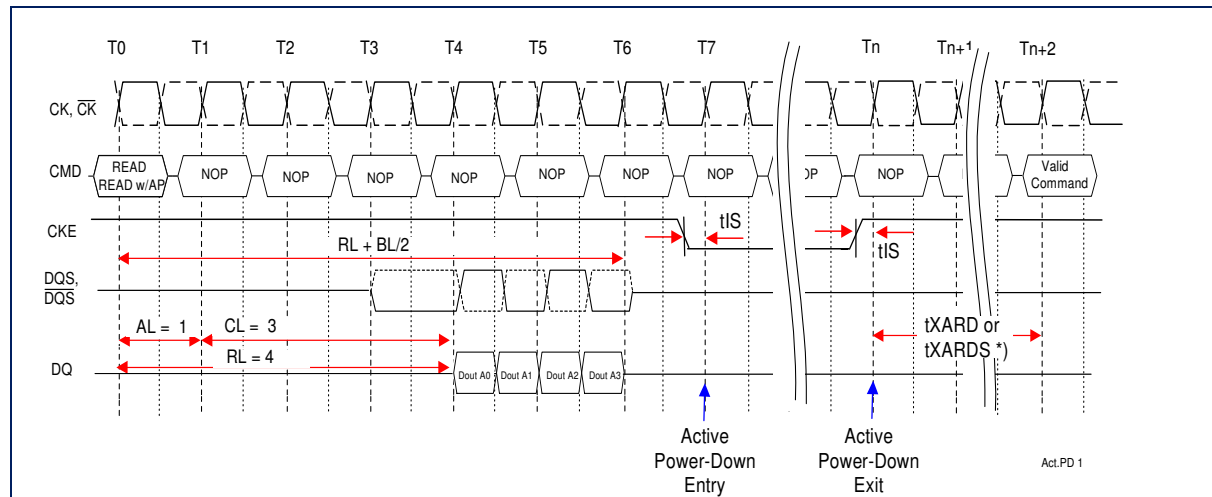 T0 T1 T2 T3 T4 T5 T6 T7 Tn Tn+1 Tn+2
CK, CK
CMD
READ
READ w/AP
NOP NOP NOP NOP NOP NOP NOP OP NOP
Valid
Command
CKE
tIS
tIS
RL + BL/2
DQS,
DQS
AL = 1 CL = 3
RL = 4
tXARD or
tXARDS *)
DQ
Dout A0 Dout A1 Dout A2 Dout A3
Active
Power-Down
Entry
Active
Power-Down
Exit
Act.PD 1